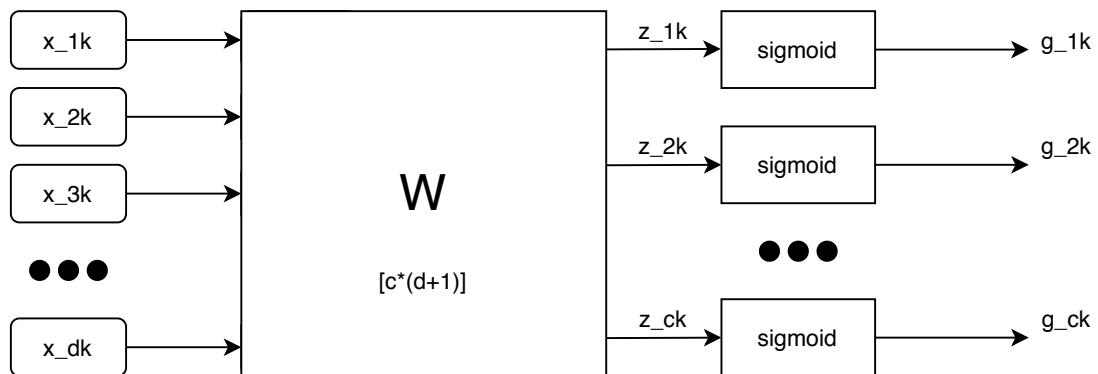 x_1k
x_2k
x_3k
x_dk
W
[c*(d+1)]
z_1k
sigmoid
g_1k
z_2k
sigmoid
g_2k
z_ck
sigmoid
g_ck